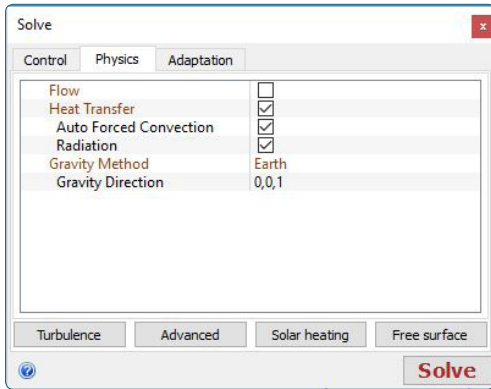 Solve
x
Control Physics Adaptation
Flow
Heat Transfer
Auto Forced Convection
Radiation
Gravity Method Earth
Gravity Direction 0,0,1
Turbulence Advanced Solar heating Free surface
? Solve